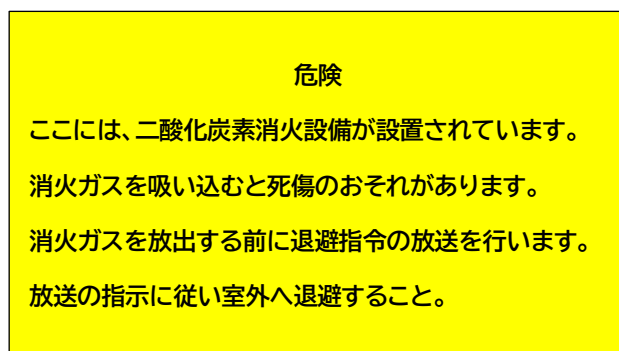 危険
ここには、二酸化炭素消火設備が設置されています。
消火ガスを吸い込むと死傷のおそれがあります。
消火ガスを放出する前に退避指令の放送を行います。
放送の指示に従い室外へ退避すること。